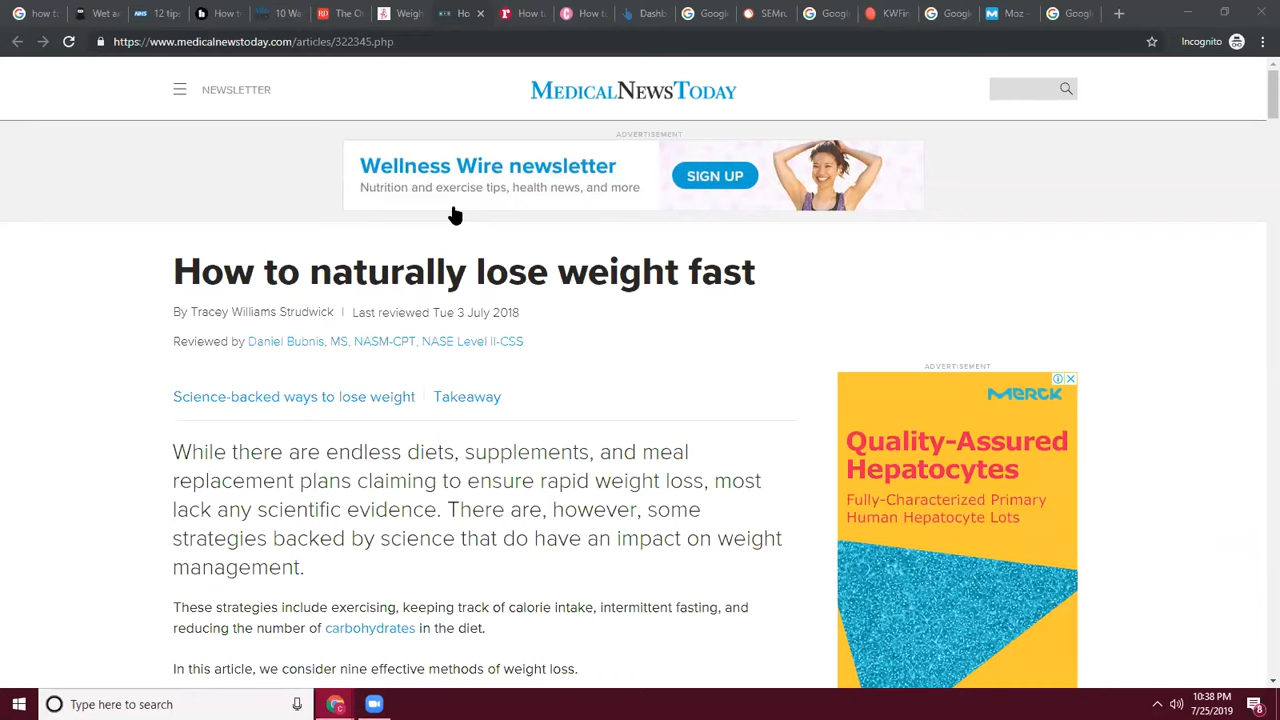 how to
Wet a
12 tips
How t
10 Wa
The O
Weigh
Ho
How tu
How t
Dashb
Googl
SEMru
Googl
KWFin
Googl
Moz -
Googl
https://www.medicalnewstoday.com/articles/322345.php
Incognito
NEWSLETTER
MEDICALNEWSTODAY
ADVERTISEMENT
Wellness Wire newsletter
Nutrition and exercise tips, health news, and more
SIGN UP
How to naturally lose weight fast
By Tracey Williams Strudwick | Last reviewed Tue 3 July 2018
Reviewed by Daniel Bubnis, MS, NASM-CPT, NASE Level II-CSS
Science-backed ways to lose weight
Takeaway
While there are endless diets, supplements, and meal
replacement plans claiming to ensure rapid weight loss, most
lack any scientific evidence. There are, however, some
strategies backed by science that do have an impact on weight
management.
These strategies include exercising, keeping track of calorie intake, intermittent fasting, and
reducing the number of carbohydrates in the diet.
In this article, we consider nine effective methods of weight loss.
ADVERTISEMENT
MERCK
Quality-Assured
Hepatocytes
Fully-Characterized Primary
Human Hepatocyte Lots
Type here to search
10:38 PM
7/25/2019
8